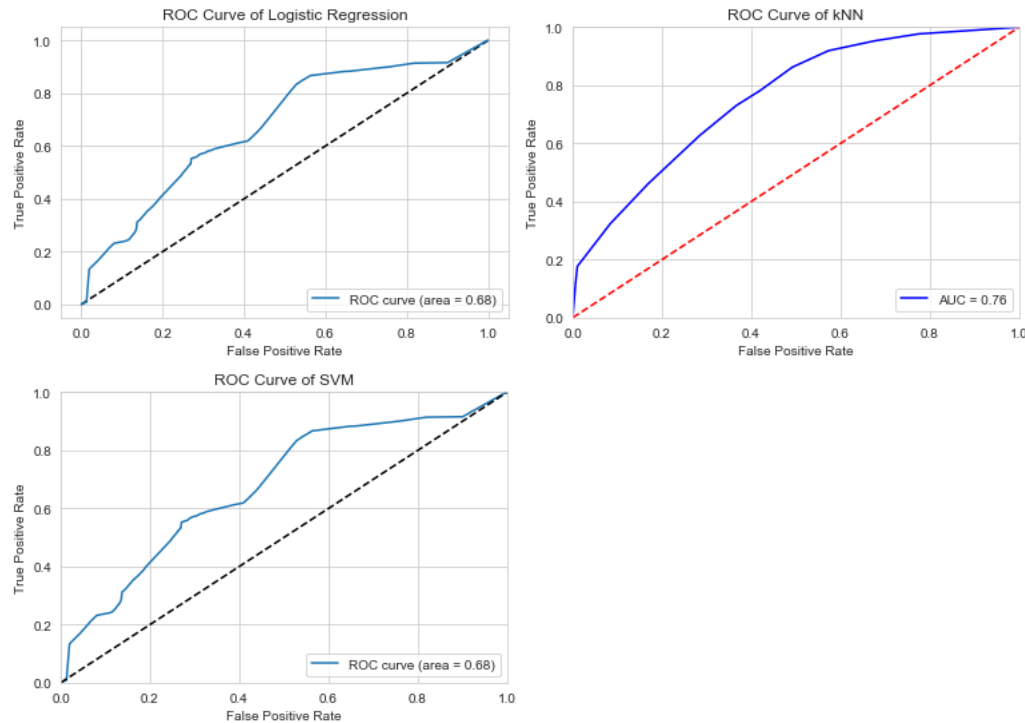 ROC Curve of Logistic Regression
1.0
0.8
0.6
0.4
0.2
0.0
True Positive Rate
0.0 0.2 0.4 0.6 0.8 1.0
False Positive Rate
ROC curve (area = 0.68)
ROC Curve of kNN
1.0
0.8
0.6
0.4
0.2
0.0
True Positive Rate
0.0 0.2 0.4 0.6 0.8 1.0
False Positive Rate
AUC = 0.76
ROC Curve of SVM
1.0
0.8
0.6
0.4
0.2
0.0
True Positive Rate
0.0 0.2 0.4 0.6 0.8 1.0
False Positive Rate
ROC curve (area = 0.68)